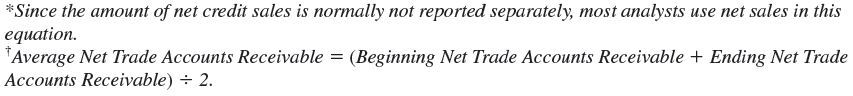 *Since the amount of net credit sales is normally not reported separately, most analysts use net sales in this
equation.
†Average Net Trade Accounts Receivable = (Beginning Net Trade Accounts Receivable + Ending Net Trade
Accounts Receivable) ÷ 2.